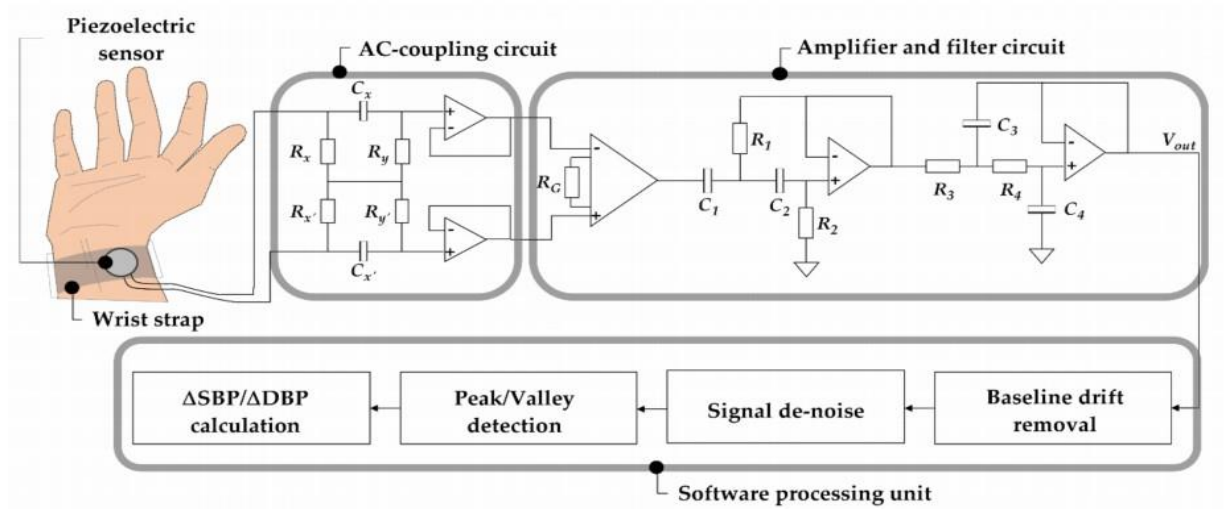 Piezoelectric
sensor
AC-coupling circuit
Amplifier and filter circuit
Cx
Rx
Ry
Rx′
Ry′
Cx′
+
-
-
+
-
+
RG
C1
R1
C2
-
+
R2
R3
C3
R4
-
+
C4
Vout
Wrist strap
ΔSBP/ΔDBP
calculation
Peak/Valley
detection
Signal de-noise
Baseline drift
removal
Software processing unit